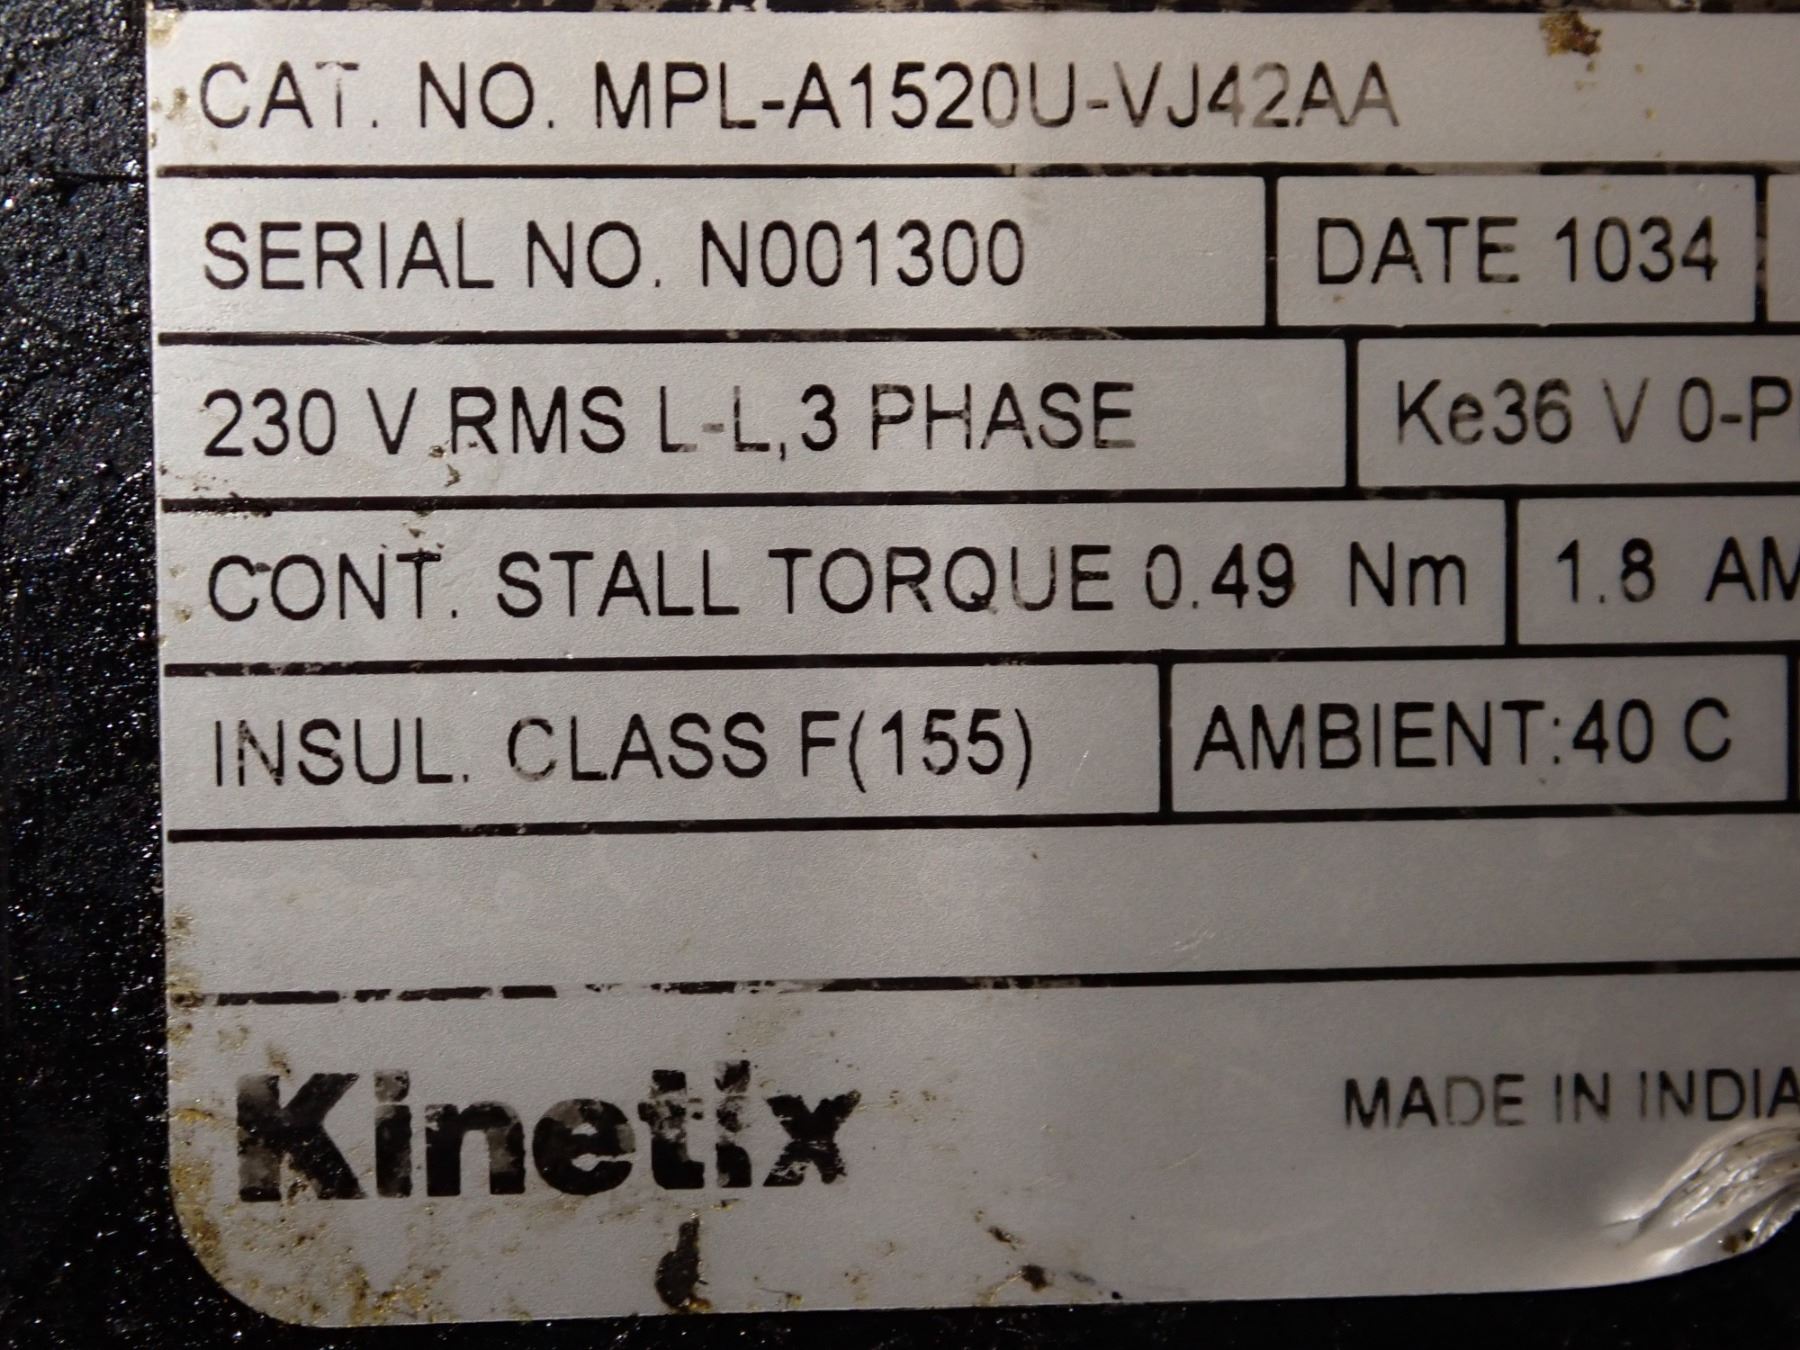 CAT. NO. MPL-A1520U-VJ42AA
SERIAL NO. N001300 DATE 1034
230 V RMS L-L,3 PHASE Ke36 V 0-P
CONT. STALL TORQUE 0.49 Nm 1.8 AM
INSUL. CLASS F(155) AMBIENT:40 C
Kinetix MADE IN INDIA